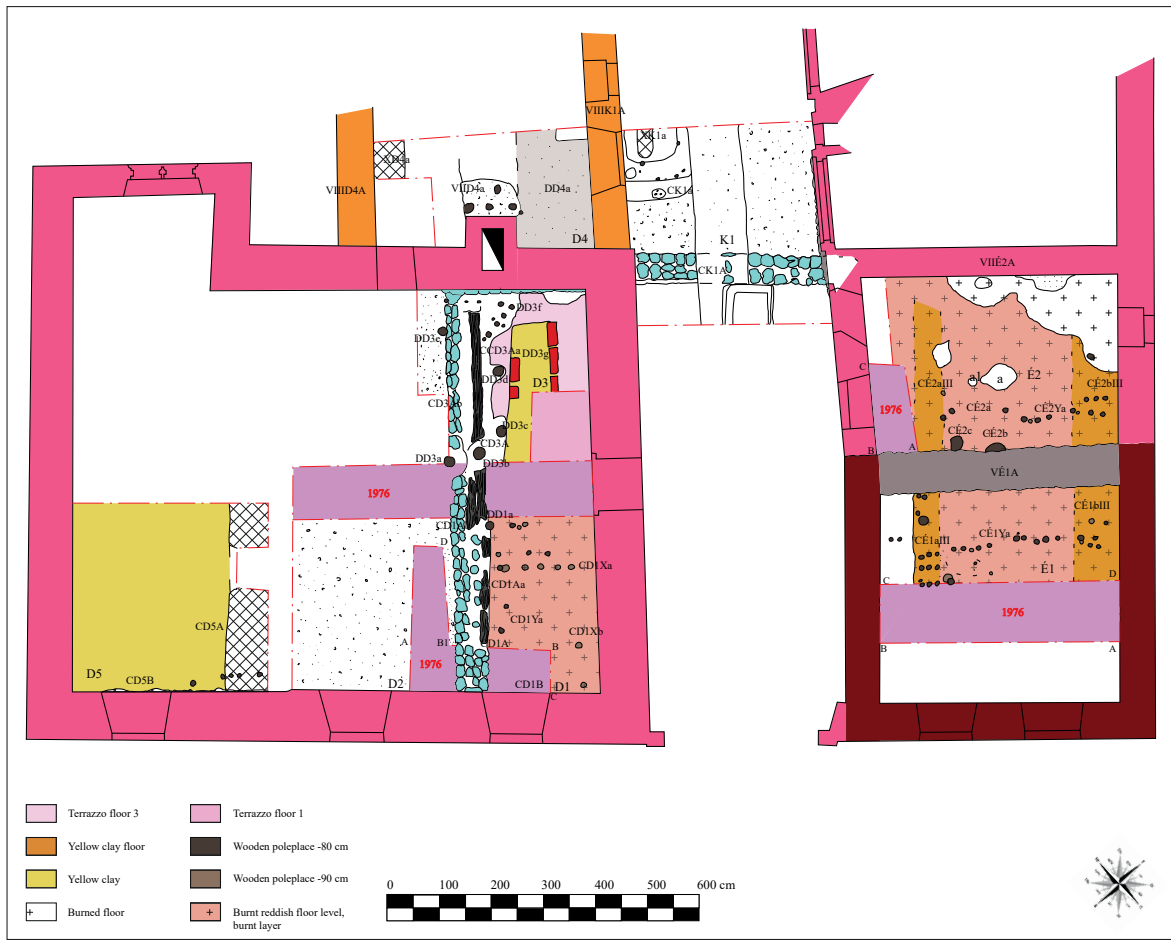 VIIIK1A
XK1a
XD4a
VIIID4A
VIID4a
DD4a
CK1a
D4
K1
CK1A
VIIÉ2A
DD3f
DD3e
CCD3Aa
DD3g
DD3d
D3
CD3Ab
DD3c
CD3A
DD3a
DD3b
1976
C
1976
B
A
CÉ2aIII
a1
a
É2
CÉ2bIII
CÉ2a
CÉ2Ya
CÉ2c
CÉ2b
VÉ1A
DD1a
CD1A
D
CD1Xa
CD1Aa
CD1Ya
CD1Xb
CÉ1bIII
CÉ1aIII
CÉ1Ya
É1
C
D
1976
B
A
CD5A
A
B1
D1A
B
1976
D5
CD5B
D2
CD1B
D1
C
Terrazzo floor 3
Terrazzo floor 1
Yellow clay floor
Wooden poleplace -80 cm
Yellow clay
Wooden poleplace -90 cm
Burned floor
Burnt reddish floor level,
burnt layer
0 100 200 300 400 500 600 cm